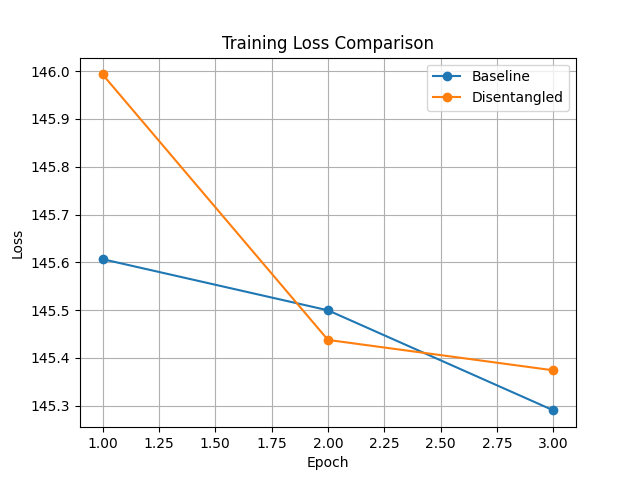 Training Loss Comparison
Baseline
Disentangled
146.0
145.9
145.8
145.7
145.6
145.5
145.4
145.3
Loss
1.00 1.25 1.50 1.75 2.00 2.25 2.50 2.75 3.00
Epoch